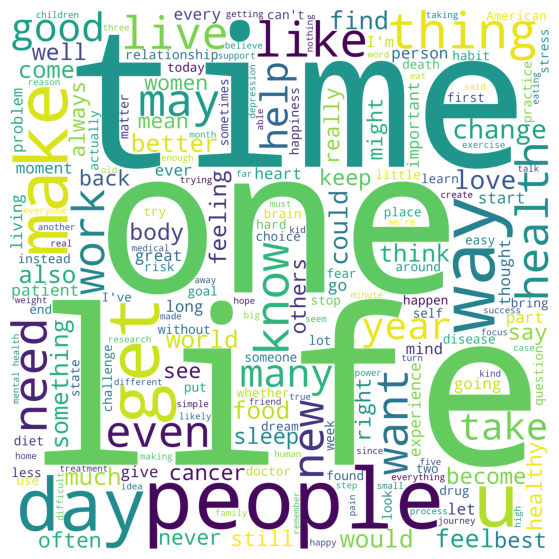 time
one
life
people
day
way
u
like
thing
make
good
live
may
get
need
work
health
year
know
want
many
new
take
even
help
love
change
think
better
women
mean
might
find
come
well
always
also
back
body
great
feeling
could
keep
really
important
person
every
relationship
can't
I'm
habit
death
American
stress
practice
eating
exercise
first
sometimes
today
getting
children
three
believe
support
nothing
word
said
taking
eat
depression
happiness
able
month
matter
reason
problem
actually
moment
ever
heart
enough
old
trying
far
little
learn
start
create
talk
easy
thought
bring
success
part
say
mind
disease
focus
question
case
living
everyone
another
real
instead
try
brain
hard
must
kid
we're
choice
place
around
fear
go
stop
happen
self
patient
weight
end
I've
made
medical
risk
away
goal
hope
big
seem
minute
long
without
others
world
see
someone
lot
something
research
state
challenge
different
put
simple
likely
whether
food
friend
true
turn
power
right
experience
going
kind
mental health
diet
home
less
use
treatment
making
much
give
cancer
dream
sleep
human
doctor
week
found
step
two
five
since
everything
drug
become
let
healthy
high
often
difficult
idea
never
family
still
remember
happy
pain
would
look
small
process
journey
feel
best